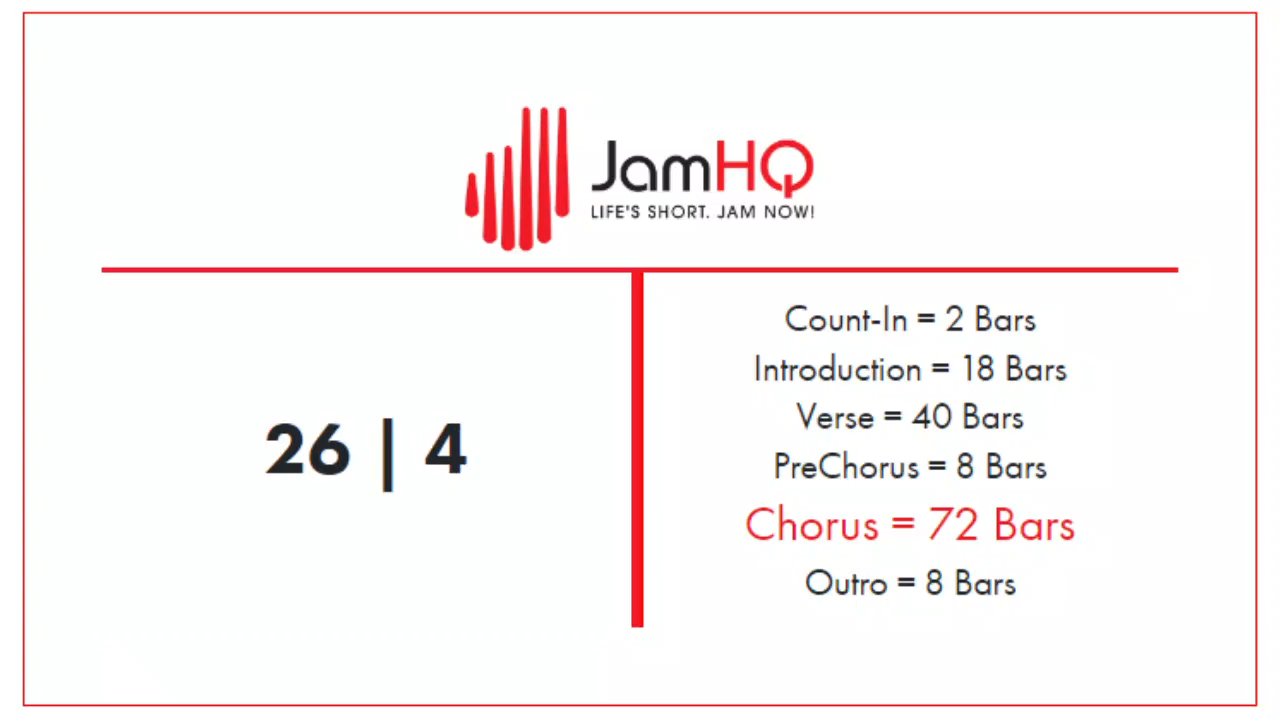 JamHQ
LIFE'S SHORT. JAM NOW!
26 | 4
Count-In = 2 Bars
Introduction = 18 Bars
Verse = 40 Bars
PreChorus = 8 Bars
Chorus = 72 Bars
Outro = 8 Bars